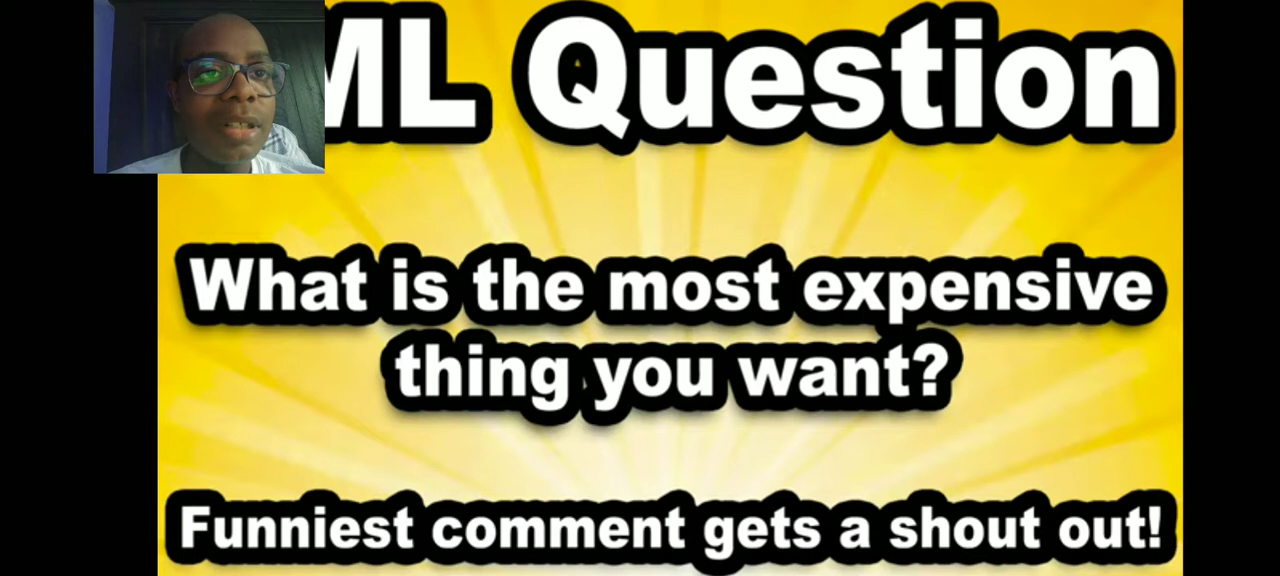 ML Question
What is the most expensive
thing you want?
Funniest comment gets a shout out!